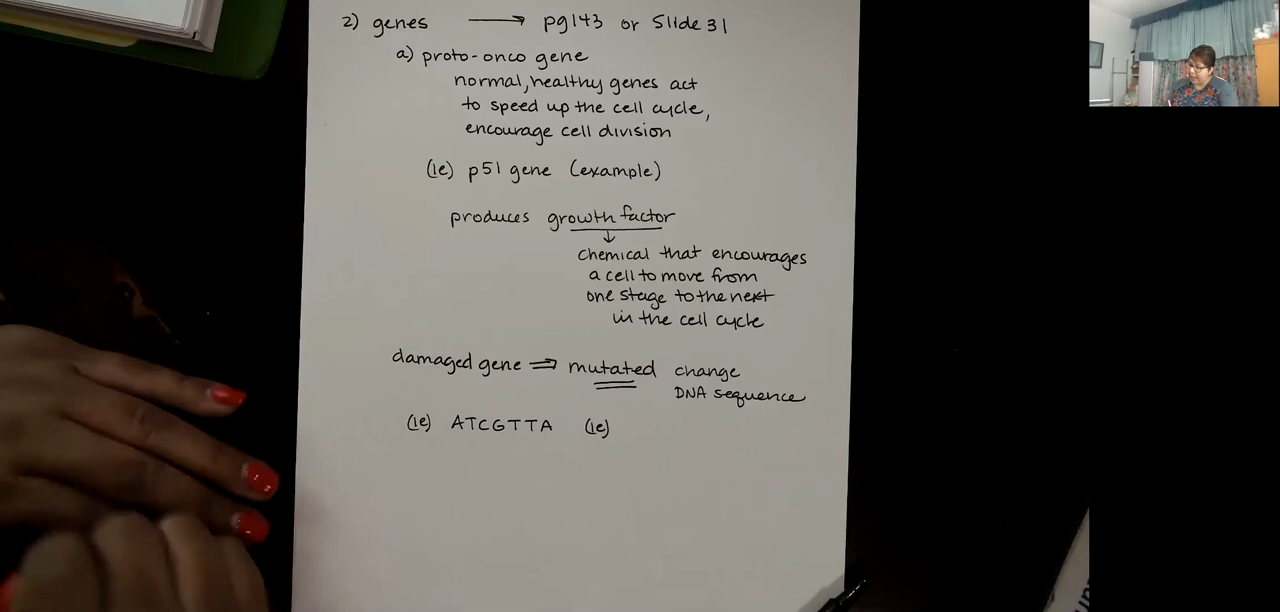 2) genes → pg143 or Slide 31
a) proto-onco gene
normal, healthy genes act
to speed up the cell cycle,
encourage cell division
(ie) p51 gene (example)
produces growth factor
↓
chemical that encourages
a cell to move from
one stage to the next
in the cell cycle
damaged gene ⇒ mutated change
DNA sequence
(ie) ATCGTTA (ie)